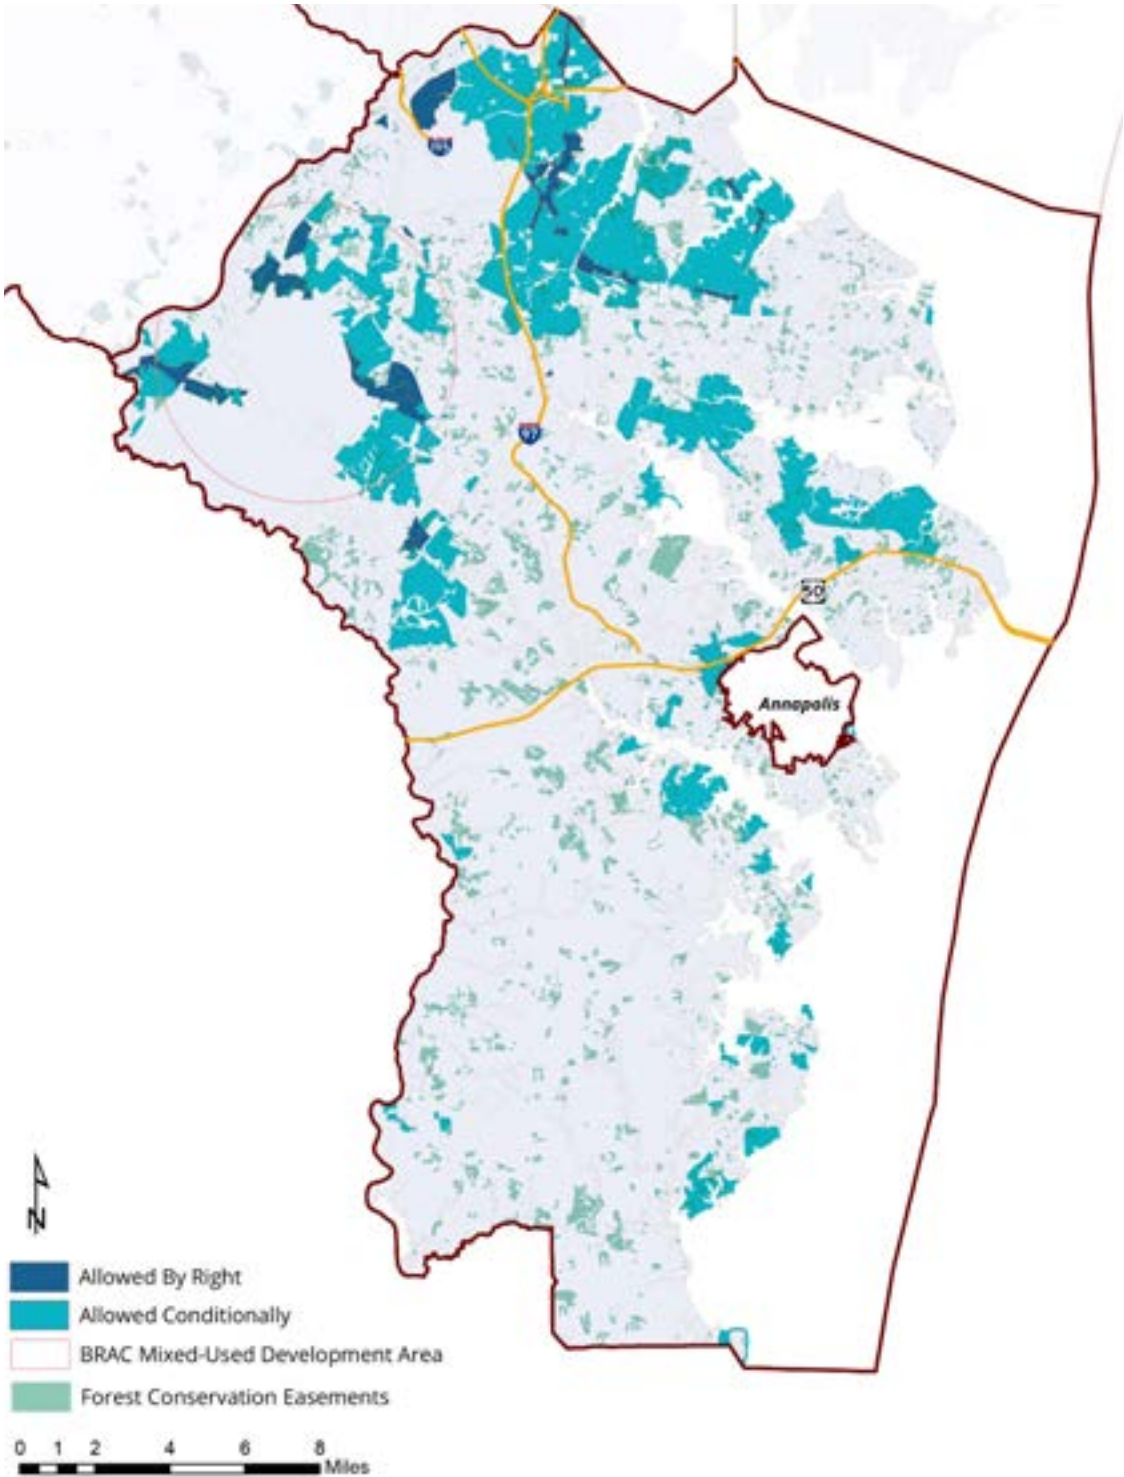 97
50
Annapolis
N
Allowed By Right
Allowed Conditionally
BRAC Mixed-Used Development Area
Forest Conservation Easements
0 1 2 4 6 8
Miles